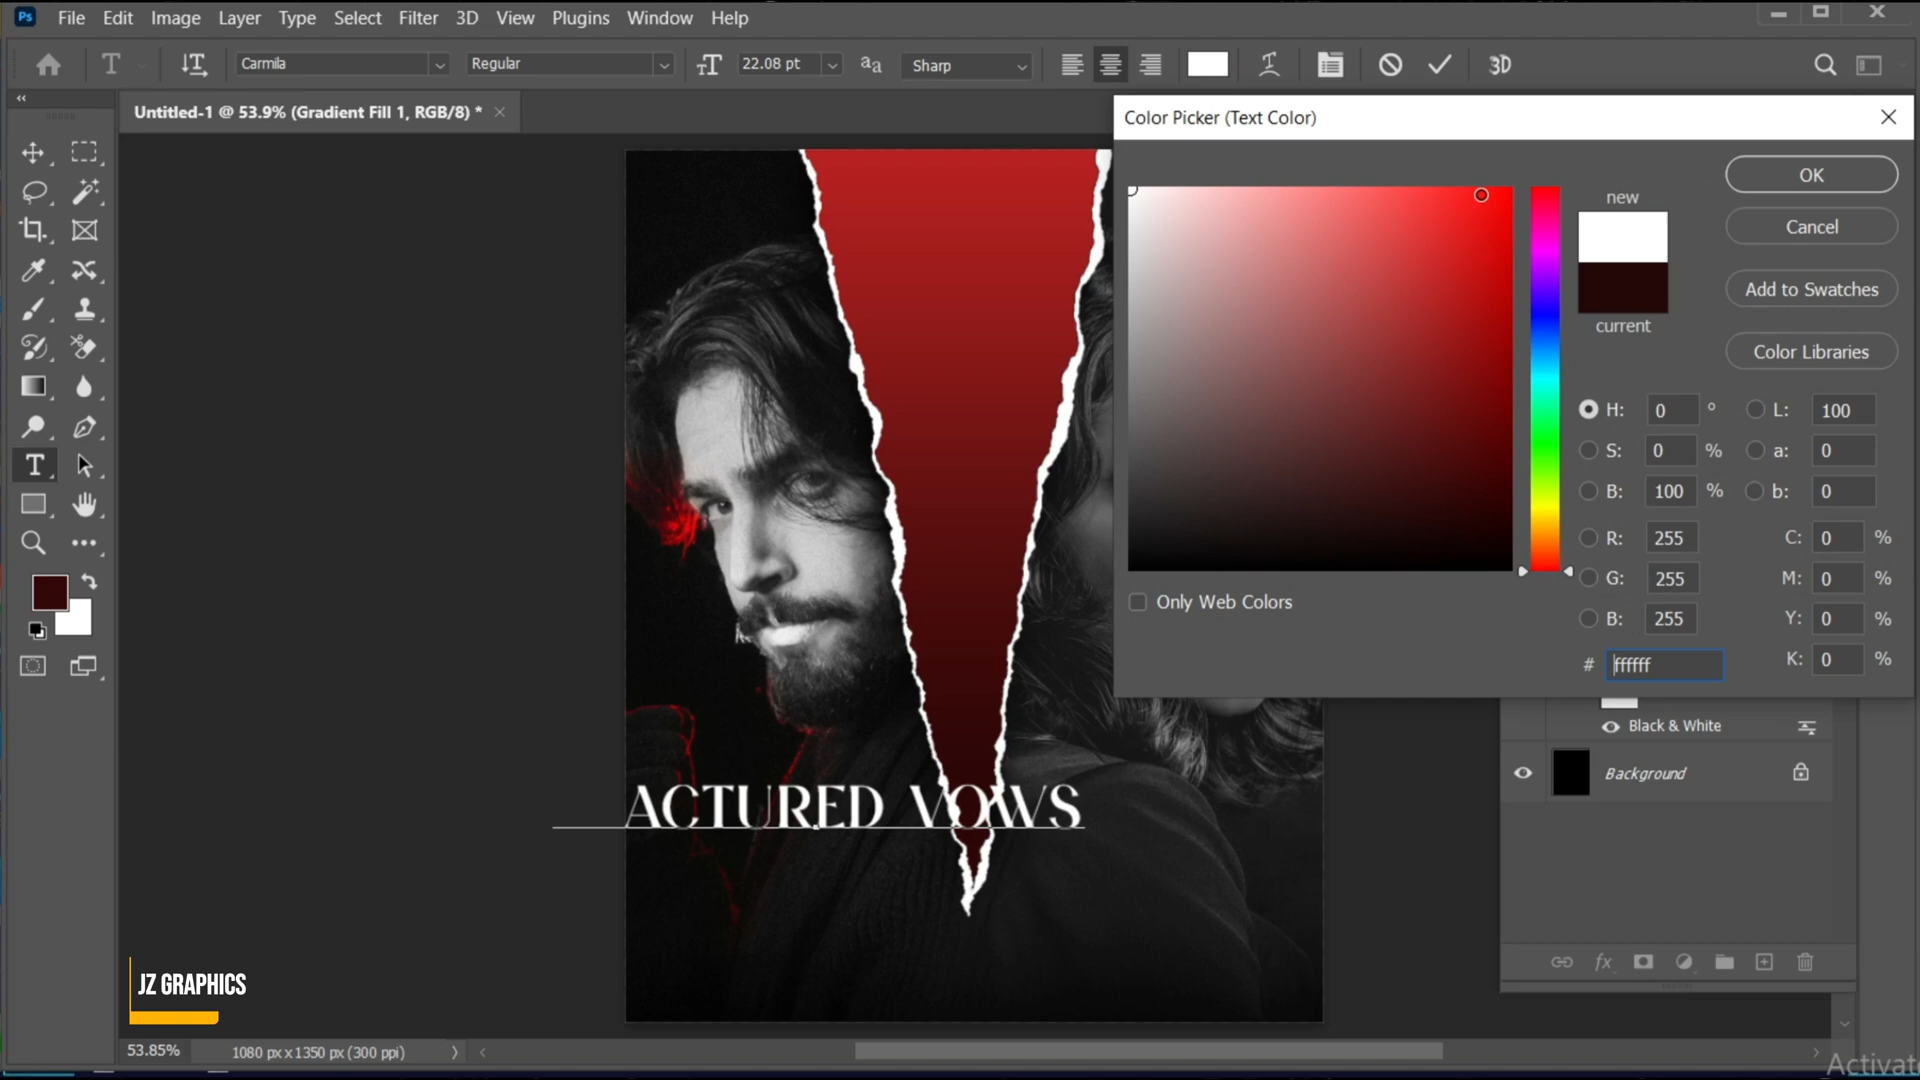 Ps File Edit Image Layer Type Select Filter 3D View Plugins Window Help
T Carmila Regular 22.08 pt aa Sharp 3D
Untitled-1 @ 53.9% (Gradient Fill 1, RGB/8) *
Color Picker (Text Color)
new
current
OK
Cancel
Add to Swatches
Color Libraries
H: 0 ° L: 100
S: 0 % a: 0
B: 100 % b: 0
R: 255 C: 0 %
G: 255 M: 0 %
B: 255 Y: 0 %
# ffffff K: 0 %
Only Web Colors
Black & White
Background
fx
ACTURED VOWS
JZ GRAPHICS
53.85% 1080 px x 1350 px (300 ppi)
Activat